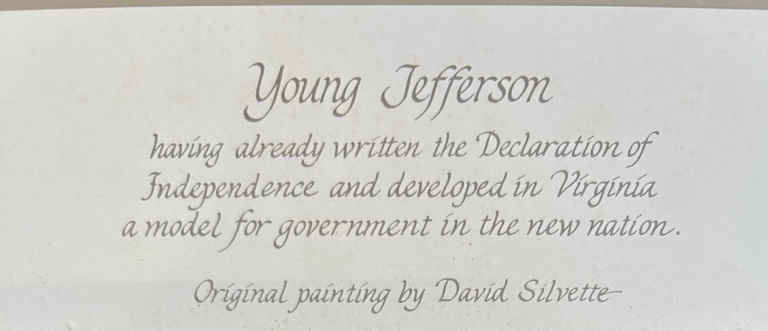 Young Jefferson
having already written the Declaration of
Independence and developed in Virginia
a model for government in the new nation.
Original painting by David Silvette